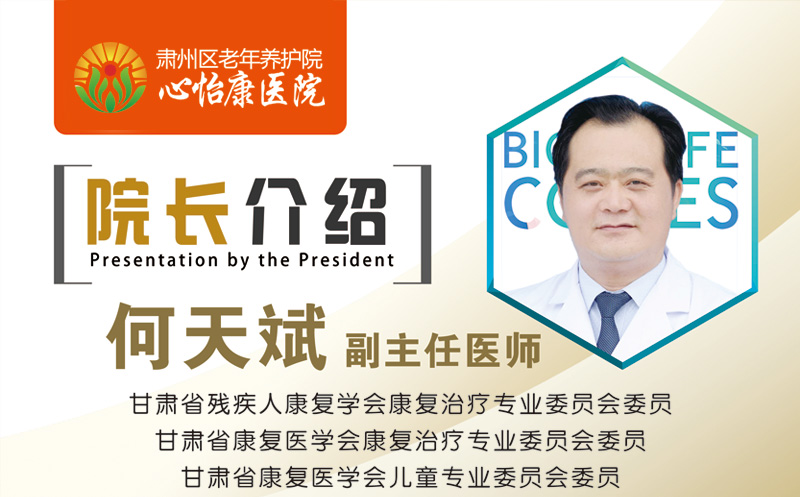 肃州区老年养护院
心怡康医院
院长介绍
Presentation by the President
何天斌 副主任医师
甘肃省残疾人康复学会康复治疗专业委员会委员
甘肃省康复医学会康复治疗专业委员会委员
甘肃省康复医学会儿童专业委员会委员